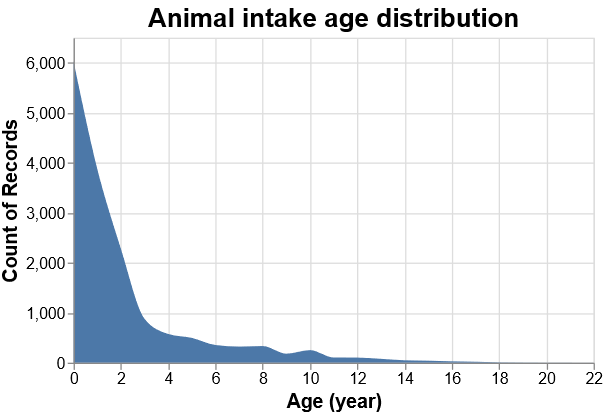 Animal intake age distribution
Count of Records
6,000
5,000
4,000
3,000
2,000
1,000
0
0 2 4 6 8 10 12 14 16 18 20 22
Age (year)